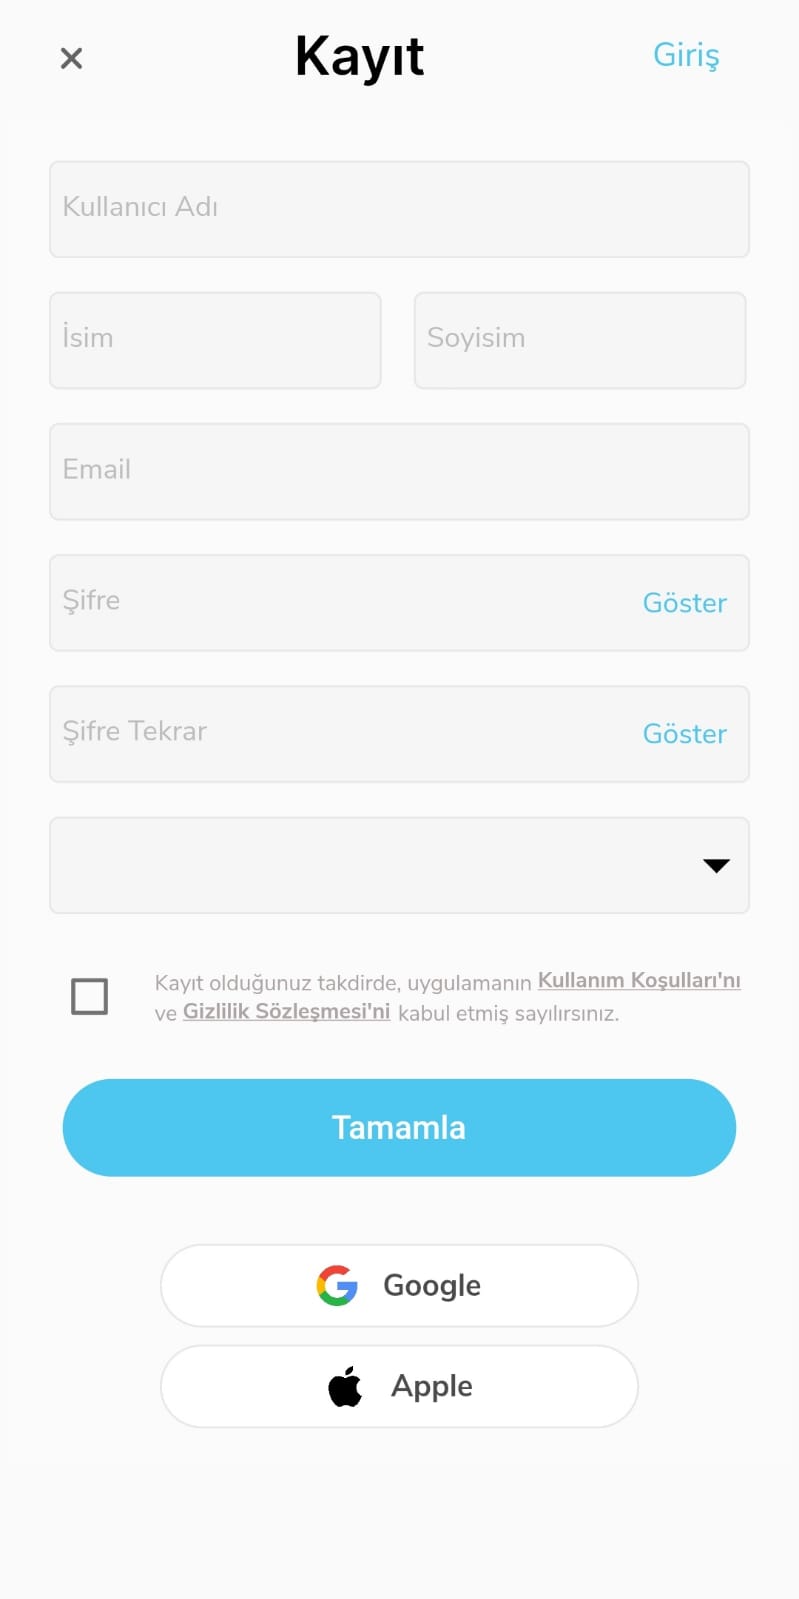 Kayıt
Giriş
Kullanıcı Adı
İsim
Soyisim
Email
Şifre
Göster
Şifre Tekrar
Göster
Kayıt olduğunuz takdirde, uygulamanın Kullanım Koşulları'nı
ve Gizlilik Sözleşmesi'ni kabul etmiş sayılırsınız.
Tamamla
Google
Apple